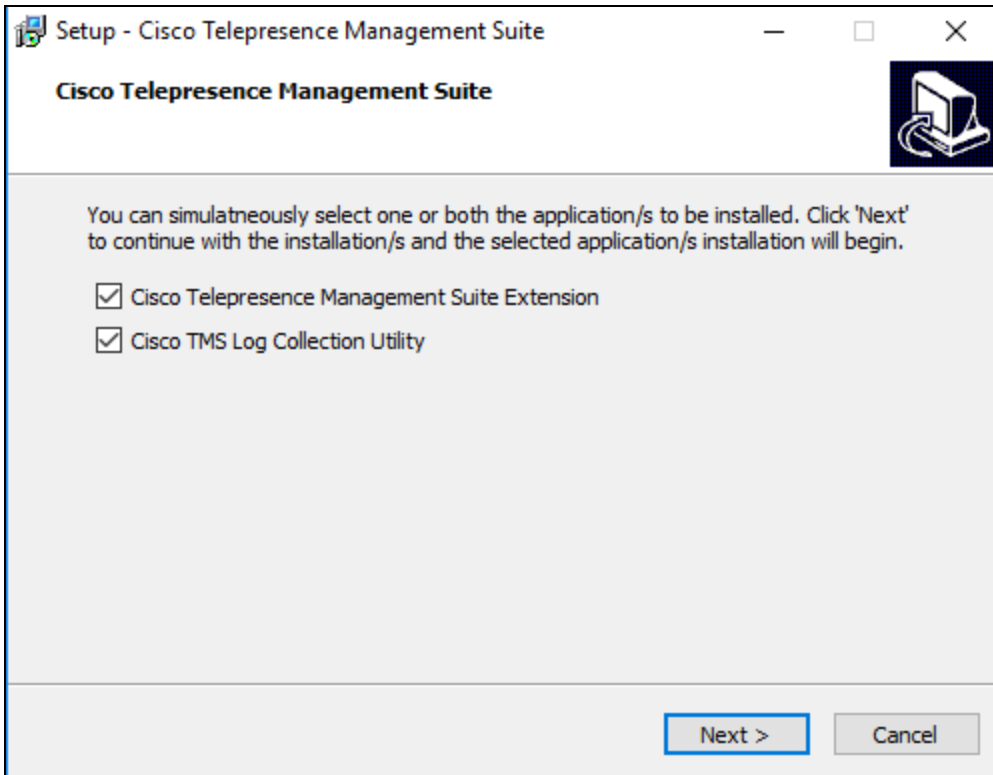 Setup - Cisco Telepresence Management Suite
Cisco Telepresence Management Suite
You can simulatneously select one or both the application/s to be installed. Click 'Next'
to continue with the installation/s and the selected application/s installation will begin.
Cisco Telepresence Management Suite Extension
Cisco TMS Log Collection Utility
Next >
Cancel